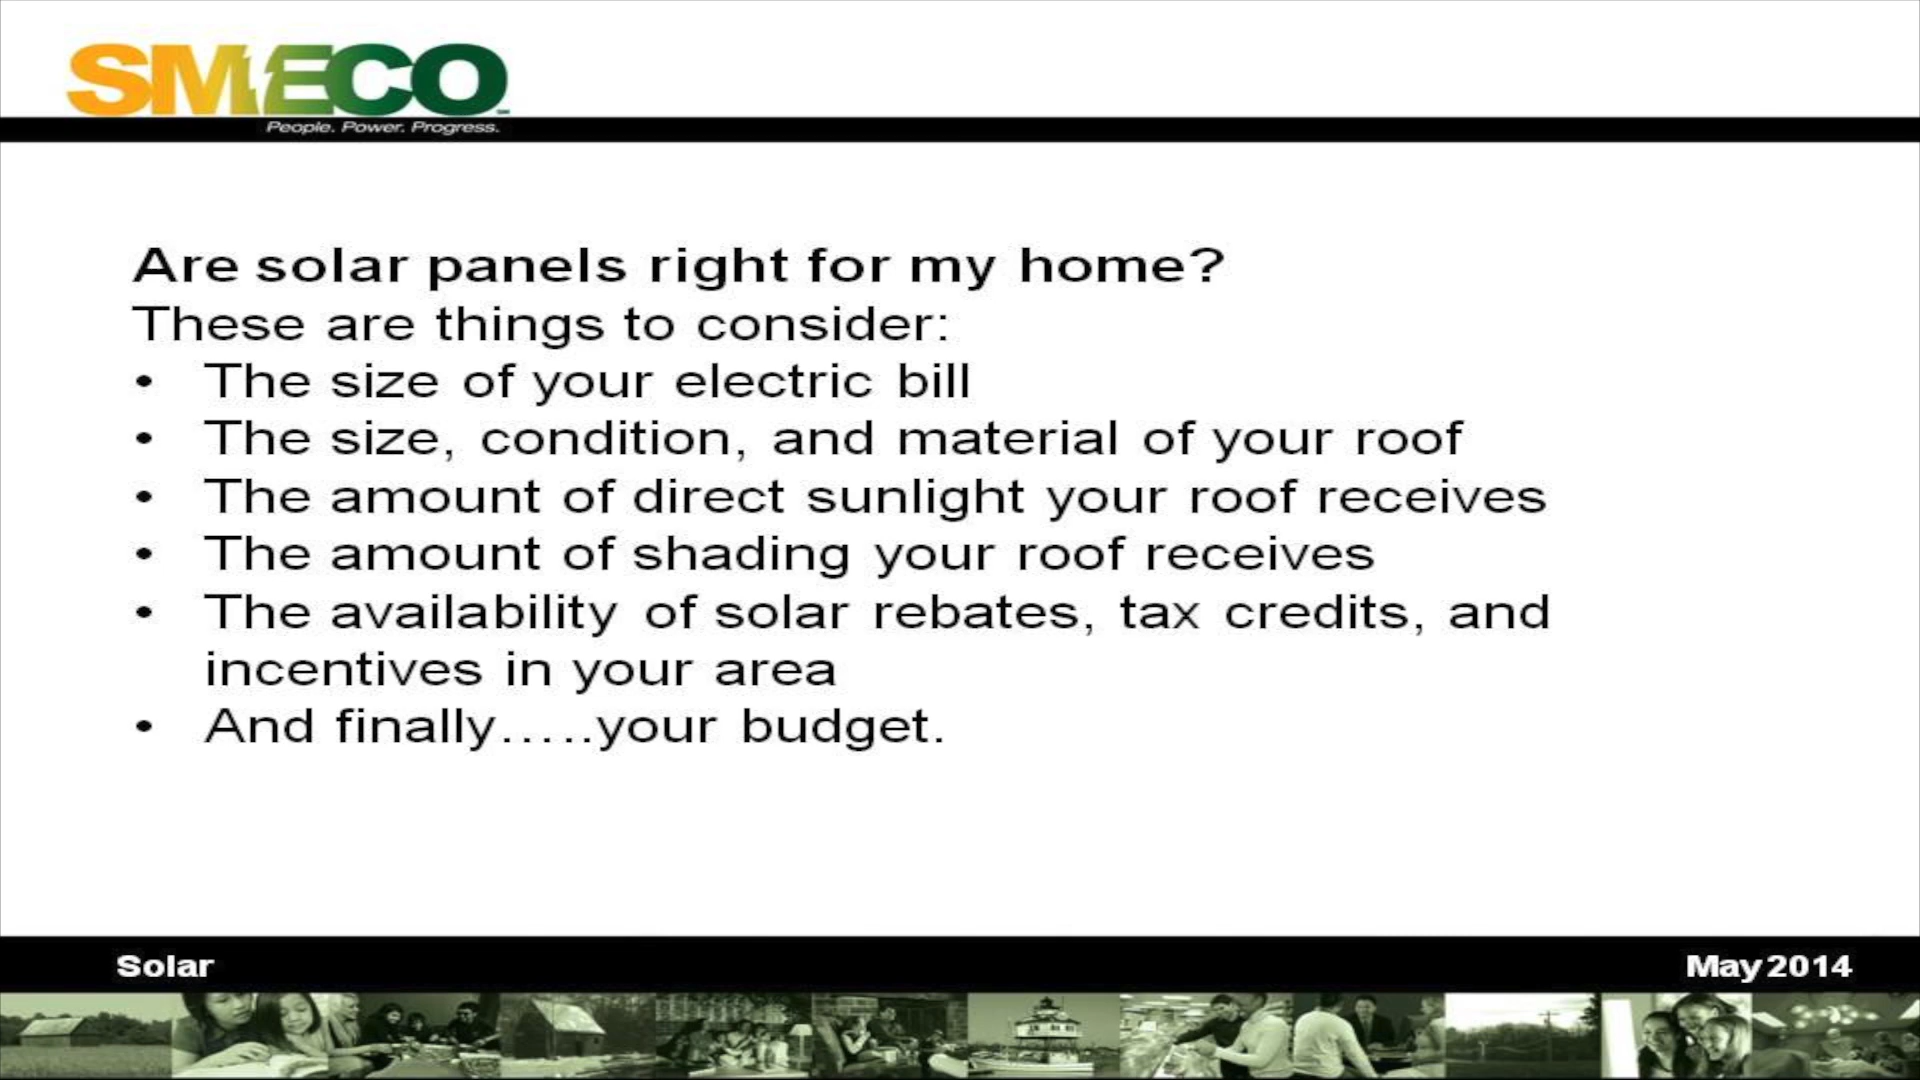 SMECO
People. Power. Progress.
Are solar panels right for my home?
These are things to consider:
• The size of your electric bill
• The size, condition, and material of your roof
• The amount of direct sunlight your roof receives
• The amount of shading your roof receives
• The availability of solar rebates, tax credits, and
incentives in your area
• And finally…..your budget.
Solar
May 2014